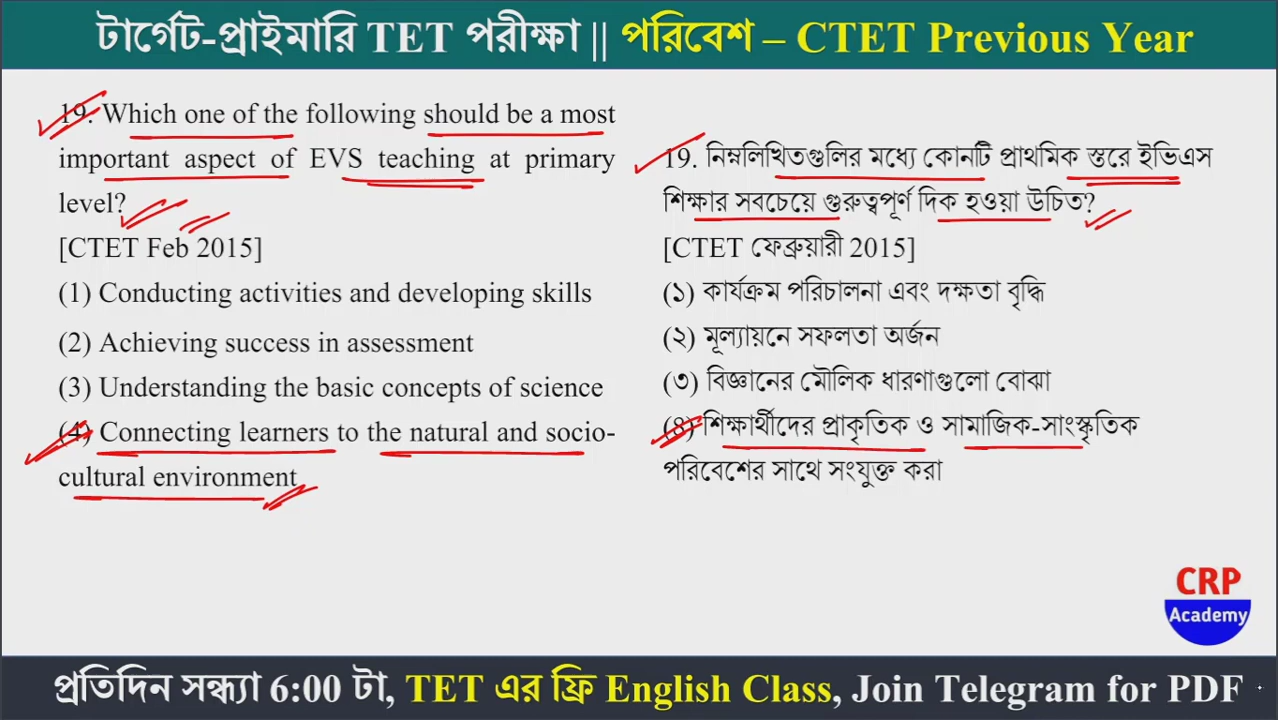 টার্গেট-প্রাইমারি TET পরীক্ষা || পরিবেশ – CTET Previous Year
19. Which one of the following should be a most
important aspect of EVS teaching at primary
level?
[CTET Feb 2015]
(1) Conducting activities and developing skills
(2) Achieving success in assessment
(3) Understanding the basic concepts of science
(4) Connecting learners to the natural and socio-
cultural environment
19. নিম্নলিখিতগুলির মধ্যে কোনটি প্রাথমিক স্তরে ইভিএস
শিক্ষার সবচেয়ে গুরুত্বপূর্ণ দিক হওয়া উচিত?
[CTET ফেব্রুয়ারী 2015]
(১) কার্যক্রম পরিচালনা এবং দক্ষতা বৃদ্ধি
(২) মূল্যায়নে সফলতা অর্জন
(৩) বিজ্ঞানের মৌলিক ধারণাগুলো বোঝা
(৪) শিক্ষার্থীদের প্রাকৃতিক ও সামাজিক-সাংস্কৃতিক
পরিবেশের সাথে সংযুক্ত করা
CRP
Academy
প্রতিদিন সন্ধ্যা 6:00 টা, TET এর ফ্রি English Class, Join Telegram for PDF